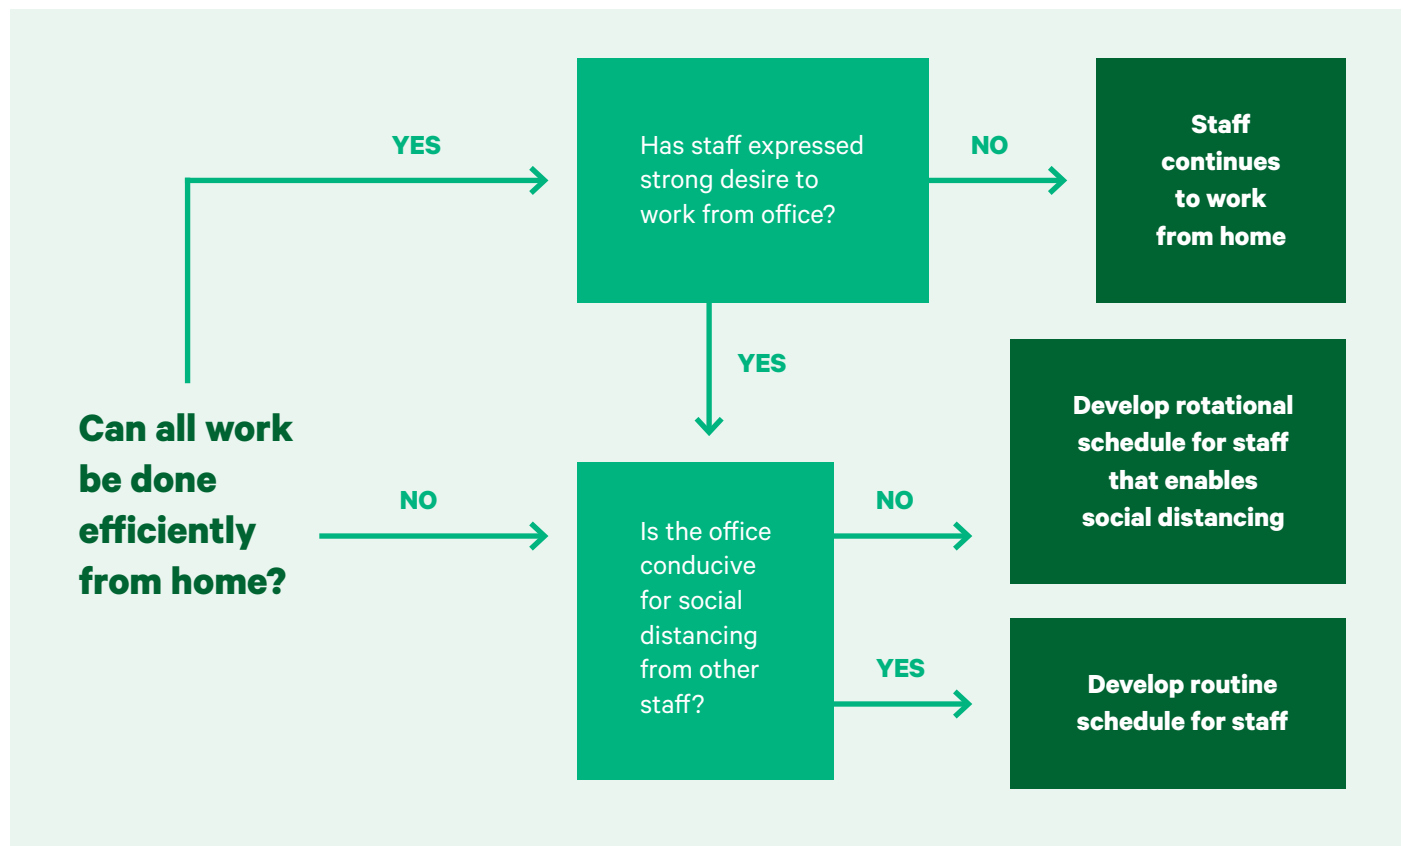 YES
Has staff expressed
strong desire to
work from office?
NO
Staff
continues
to work
from home
YES
Can all work
be done
efficiently
from home?
NO
Is the office
conducive
for social
distancing
from other
staff?
NO
Develop rotational
schedule for staff
that enables
social distancing
YES
Develop routine
schedule for staff